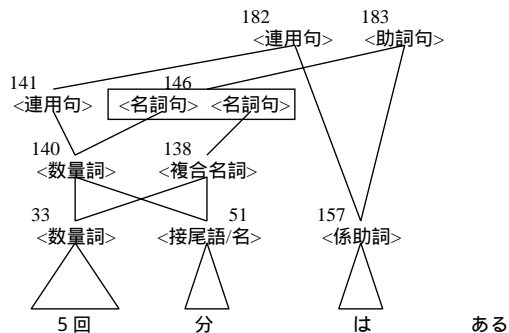 182 183
<連用句> <助詞句>
141 146
<連用句> <名詞句> <名詞句>
140 138
<数量詞> <複合名詞>
33 51 157
<数量詞> <接尾語/名> <係助詞>
5回 分 は ある